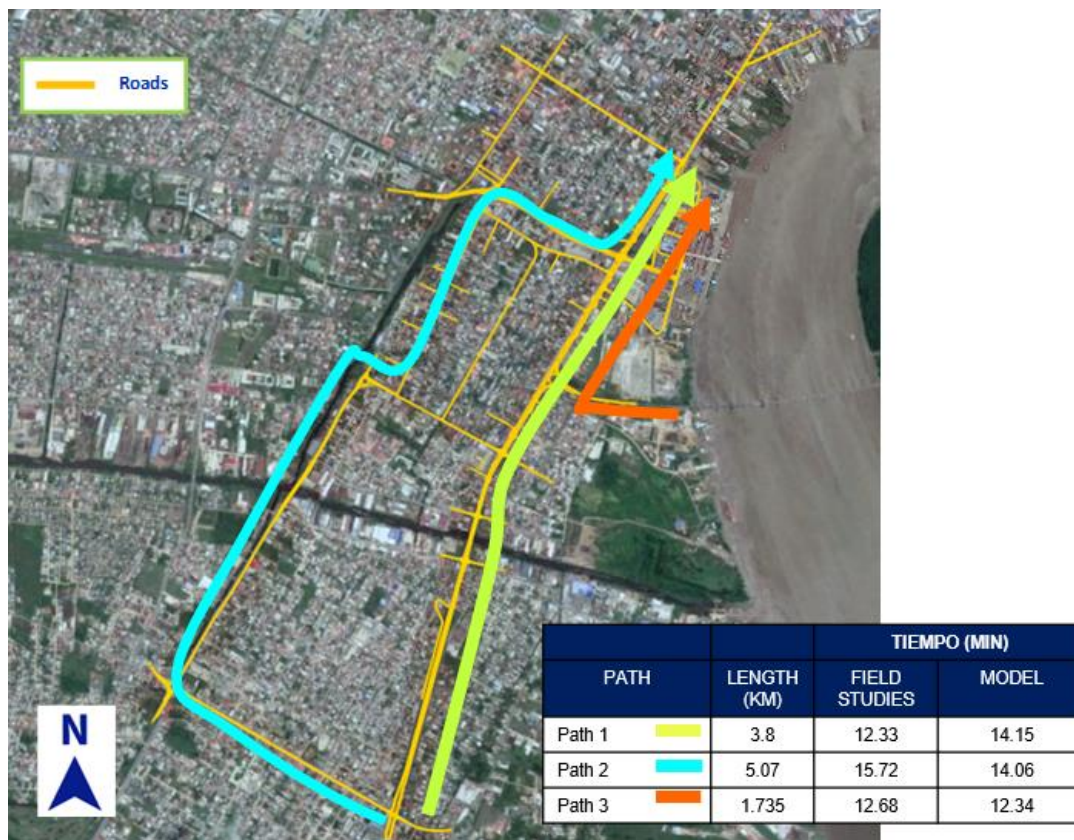 Roads
N
TIEMPO (MIN)
PATH LENGTH (KM) FIELD STUDIES MODEL
Path 1 3.8 12.33 14.15
Path 2 5.07 15.72 14.06
Path 3 1.735 12.68 12.34